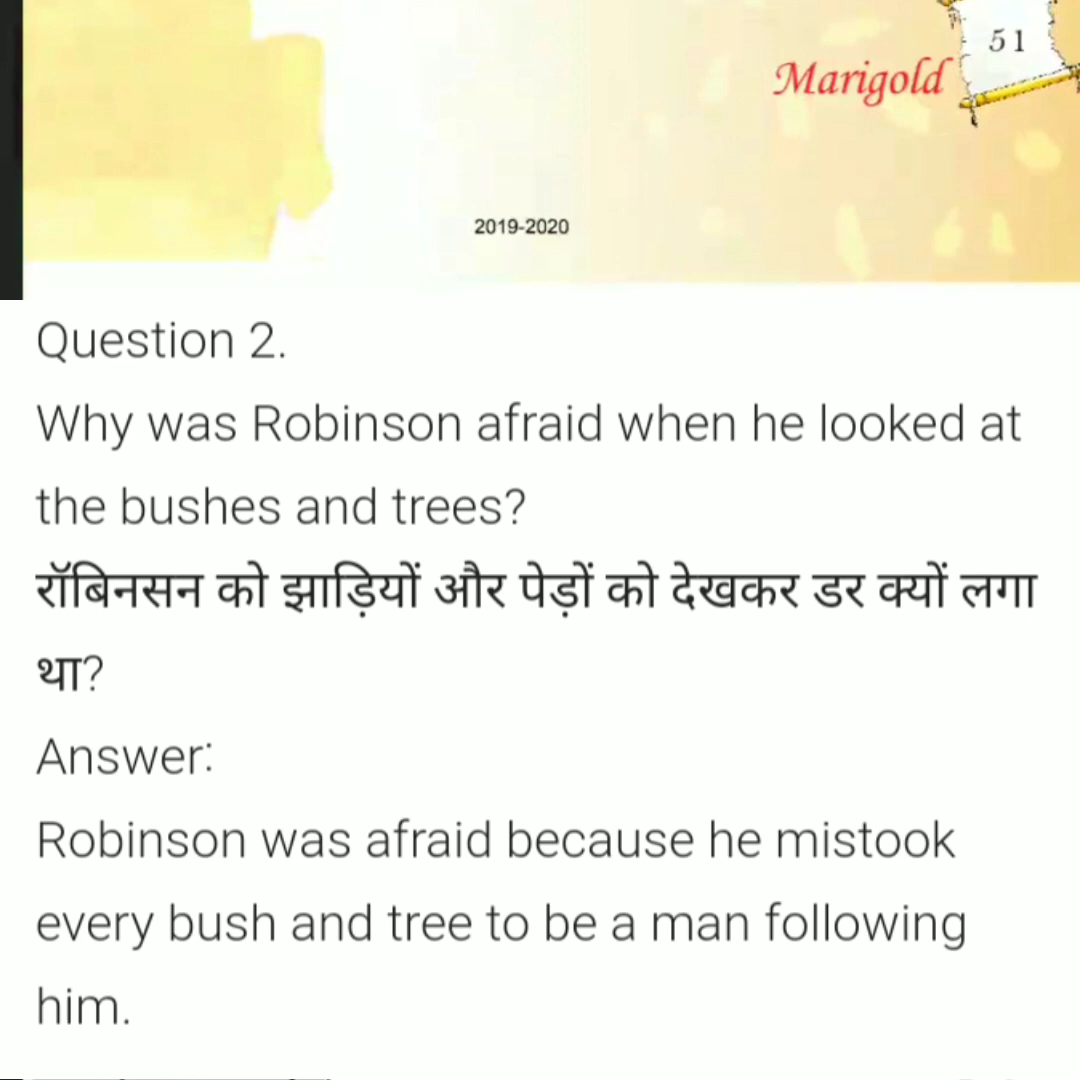 51
Marigold
2019-2020
Question 2.
Why was Robinson afraid when he looked at
the bushes and trees?
रॉबिनसन को झाड़ियों और पेड़ों को देखकर डर क्यों लगा
था?
Answer:
Robinson was afraid because he mistook
every bush and tree to be a man following
him.